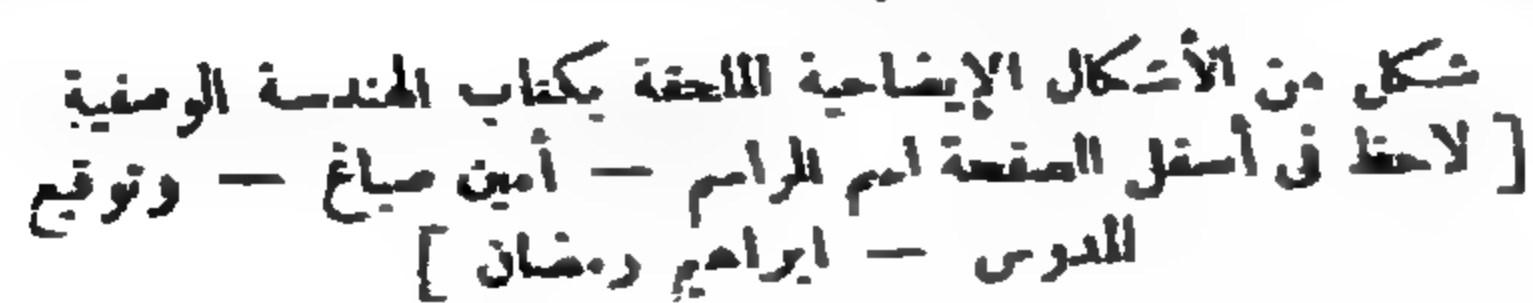 شكل من الأشكال الإيضاحية الملحقة بكتاب الهندسة الوصفية
[ لاحظ فى أسفل الصفحة اسم الراسم — أمين صباغ — وتوقيع
المدرس — ابراهيم رمضان ]